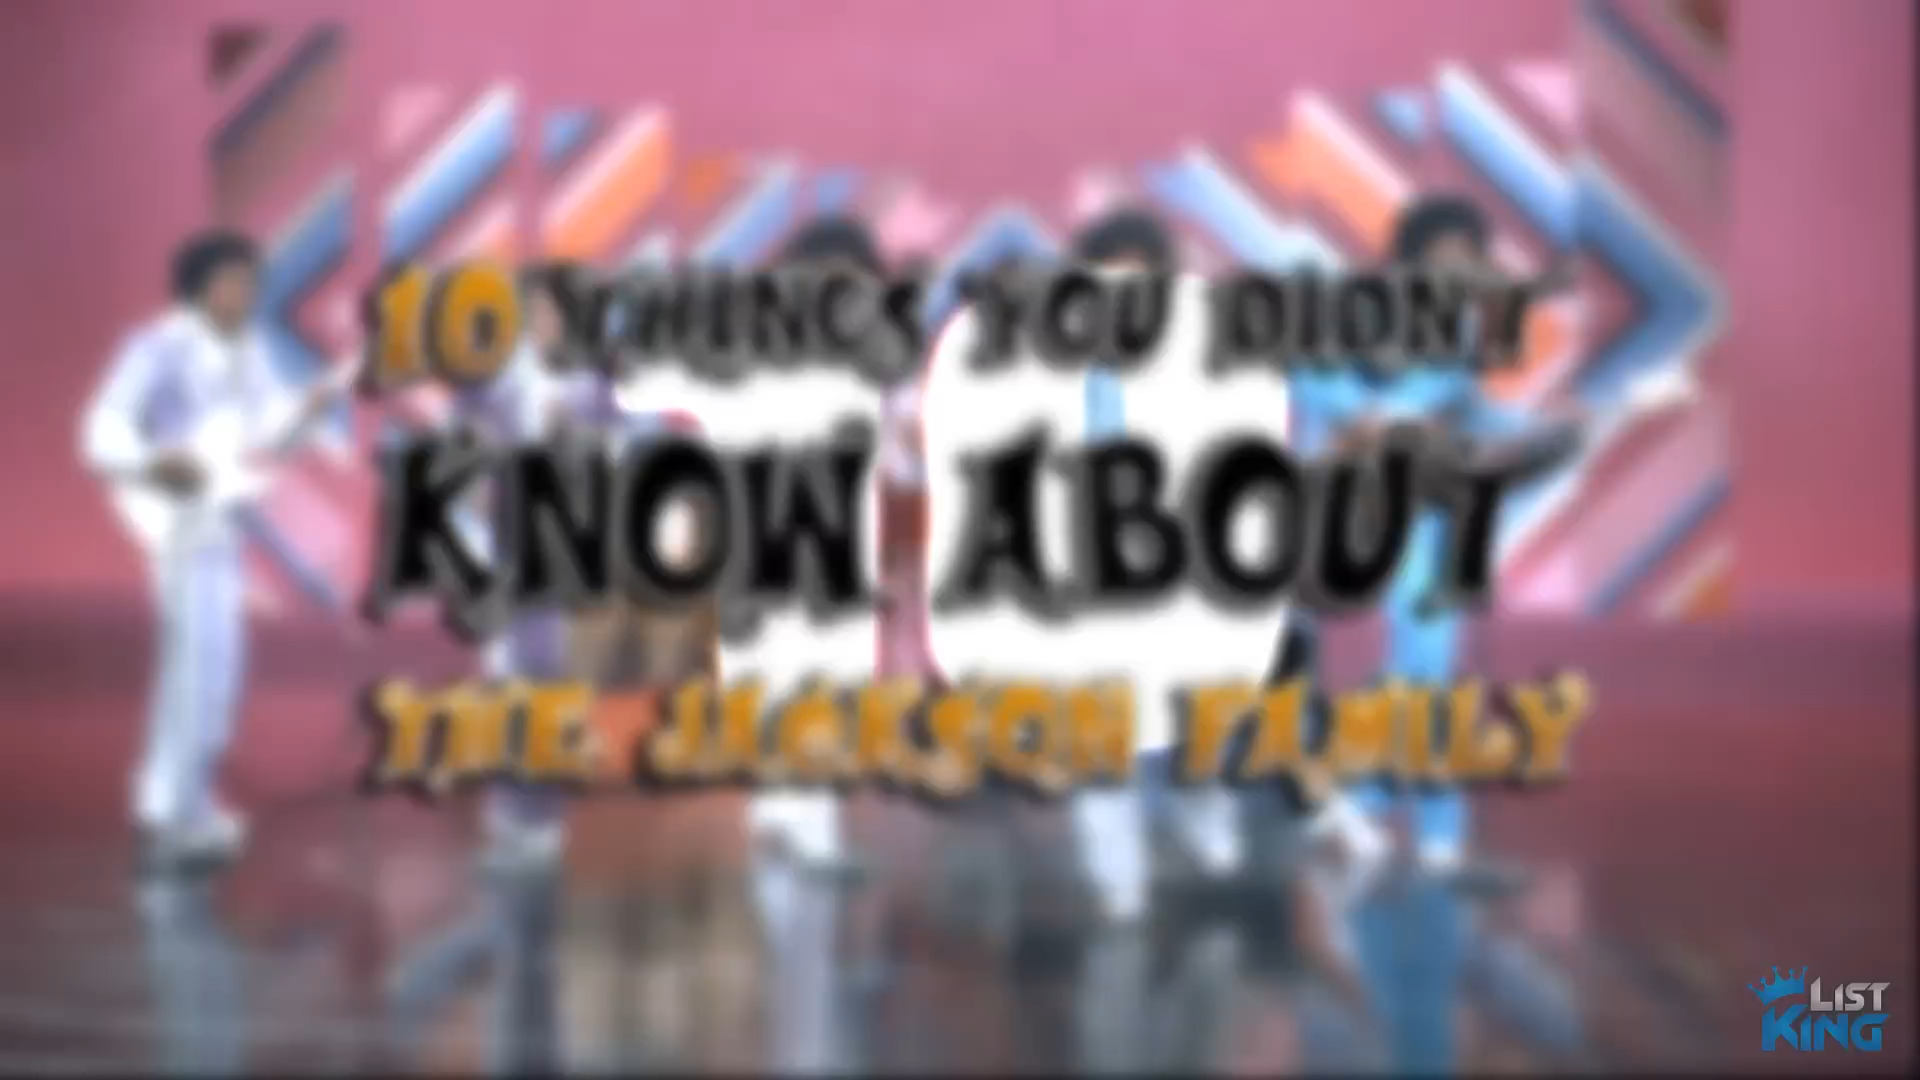 10 THINGS YOU DIDN'T
KNOW ABOUT
THE JACKSON FAMILY
LIST
KING